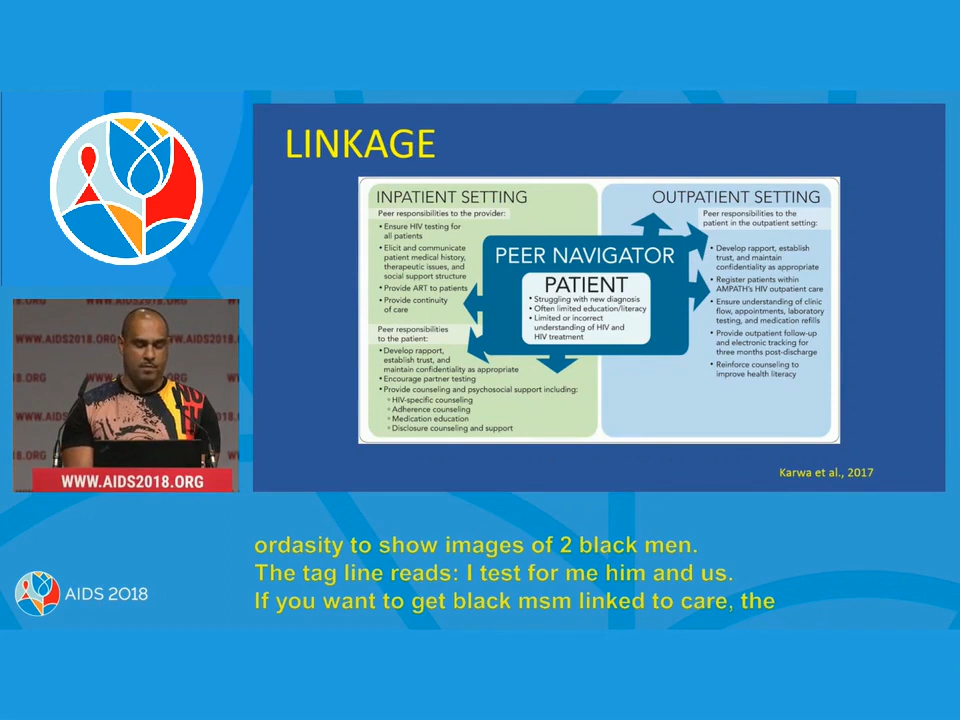 LINKAGE
INPATIENT SETTING
Peer responsibilities to the provider:
• Ensure HIV testing for
all patients
• Elicit and communicate
patient medical history,
therapeutic issues, and
social support structure
• Provide ART to patients
• Provide continuity
of care
Peer responsibilities
to the patient:
• Develop rapport,
establish trust, and
maintain confidentiality as appropriate
• Encourage partner testing
• Provide counseling and psychosocial support including:
◦ HIV-specific counseling
◦ Adherence counseling
◦ Medication education
◦ Disclosure counseling and support
PEER NAVIGATOR
PATIENT
• Struggling with new diagnosis
• Often limited education/literacy
• Limited or incorrect
understanding of HIV and
HIV treatment
OUTPATIENT SETTING
Peer responsibilities to the
patient in the outpatient setting:
• Develop rapport, establish
trust, and maintain
confidentiality as appropriate
• Register patients within
AMPATH'S HIV outpatient care
• Ensure understanding of clinic
flow, appointments, laboratory
testing, and medication refills
• Provide outpatient follow-up
and electronic tracking for
three months post-discharge
• Reinforce counseling to
improve health literacy
Karwa et al., 2017
WWW.AIDS2018.ORG
AIDS 2018
ordasity to show images of 2 black men.
The tag line reads: I test for me him and us.
If you want to get black msm linked to care, the